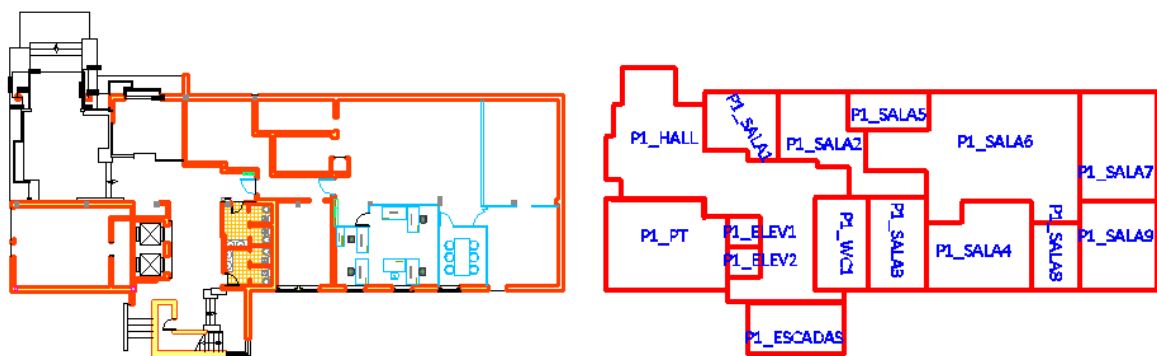 P1_SALA1
P1_SALA5
P1_HALL
P1_SALA2
P1_SALA6
P1_SALA7
P1_PT
P1_ELEV1
P1_WC1
P1_SALA3
P1_SALA4
P1_SALA8
P1_SALA9
P1_ELEV2
P1_ESCADAS